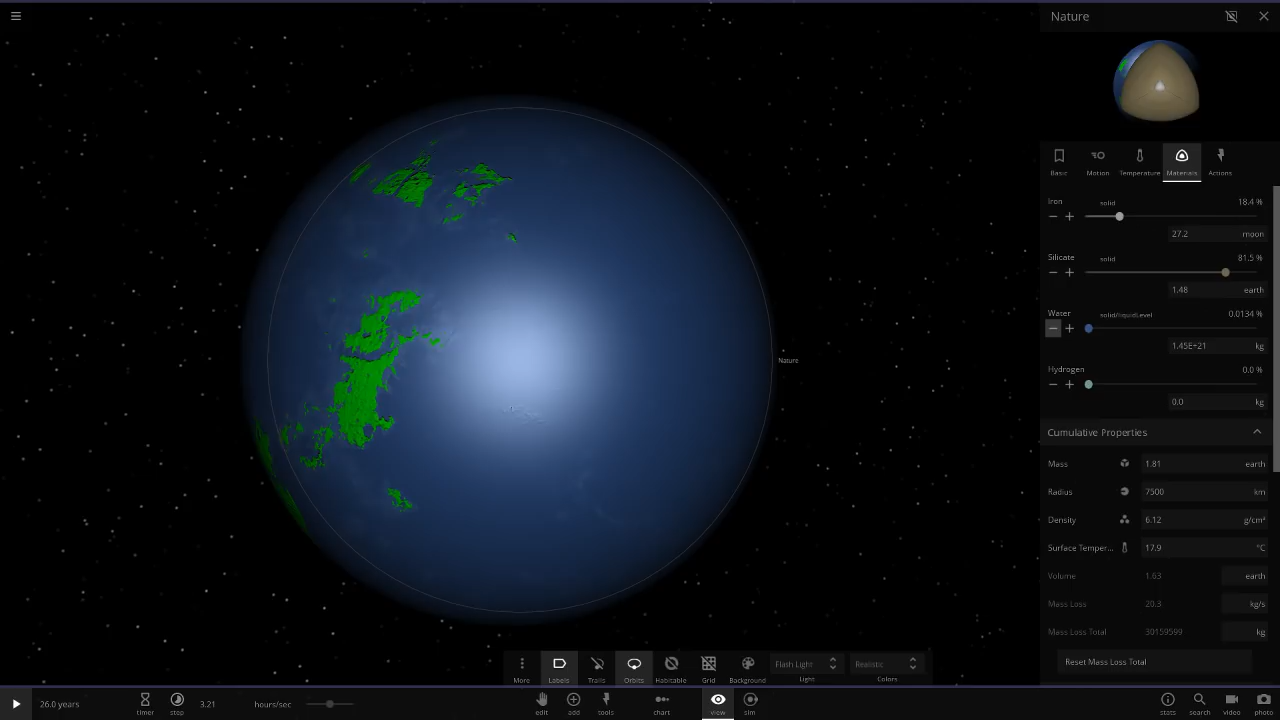 Nature
Basic
Motion
Temperature
Materials
Actions
Iron solid 18.4 %
27.2 moon
Silicate solid 81.5 %
1.48 earth
Water solid/liquidLevel 0.0134 %
1.45E+21 kg
Hydrogen 0.0 %
0.0 kg
Cumulative Properties
Mass 1.81 earth
Radius 7500 km
Density 6.12 g/cm³
Surface Temper... 17.9 °C
Volume 1.63 earth
Mass Loss 20.3 kg/s
Mass Loss Total 30159599 kg
Reset Mass Loss Total
Nature
More
Labels
Trails
Orbits
Habitable
Grid
Background
Flash Light
Light
Realistic
Colors
26.0 years
timer
step
3.21 hours/sec
edit
add
tools
chart
view
sim
stats
search
video
photo